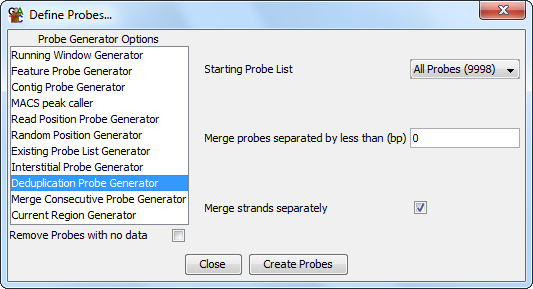 Define Probes...
Probe Generator Options
Running Window Generator
Feature Probe Generator
Contig Probe Generator
MACS peak caller
Read Position Probe Generator
Random Position Generator
Existing Probe List Generator
Interstitial Probe Generator
Deduplication Probe Generator
Merge Consecutive Probe Generator
Current Region Generator
Remove Probes with no data
Starting Probe List
All Probes (9998)
Merge probes separated by less than (bp)
0
Merge strands separately
Close
Create Probes